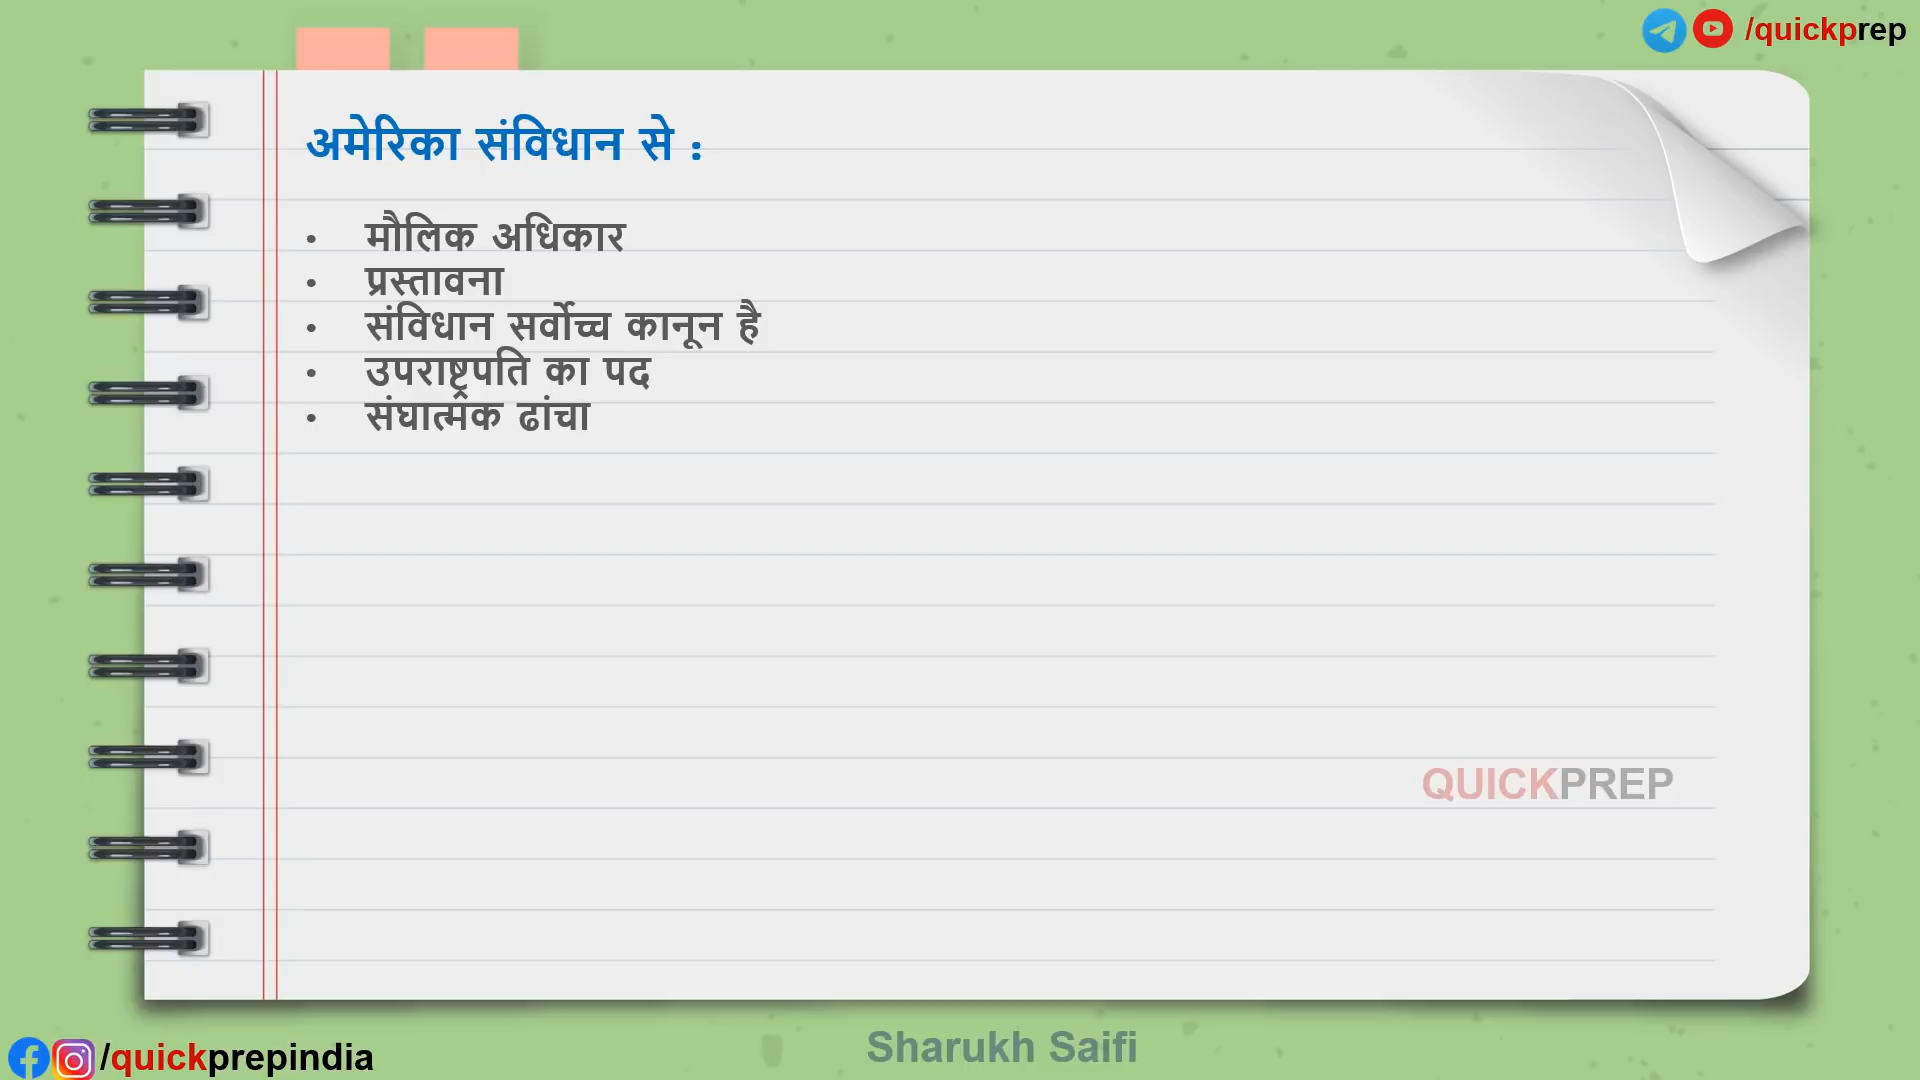 /quickprep
अमेरिका संविधान से :
• मौलिक अधिकार
• प्रस्तावना
• संविधान सर्वोच्च कानून है
• उपराष्ट्रपति का पद
• संघात्मक ढांचा
QUICKPREP
Sharukh Saifi
/quickprepindia